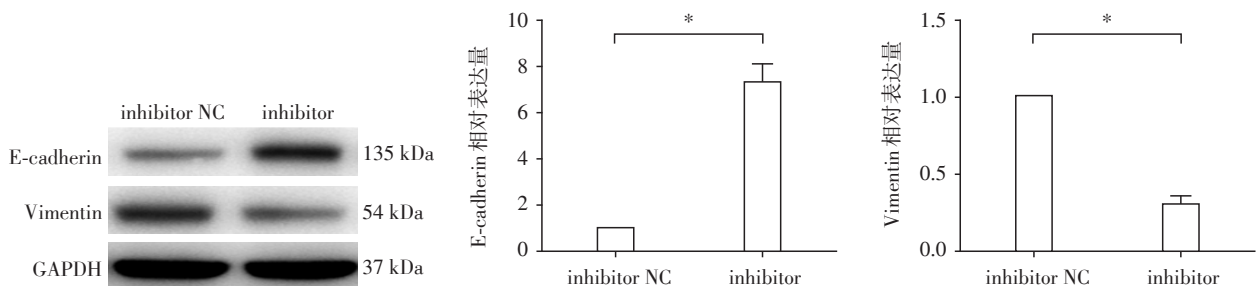 inhibitor NC inhibitor
E-cadherin 135 kDa
Vimentin 54 kDa
GAPDH 37 kDa
E-cadherin 相对表达量
10
8
6
4
2
0
*
inhibitor NC inhibitor
Vimentin 相对表达量
1.5
1.0
0.5
0.0
*
inhibitor NC inhibitor